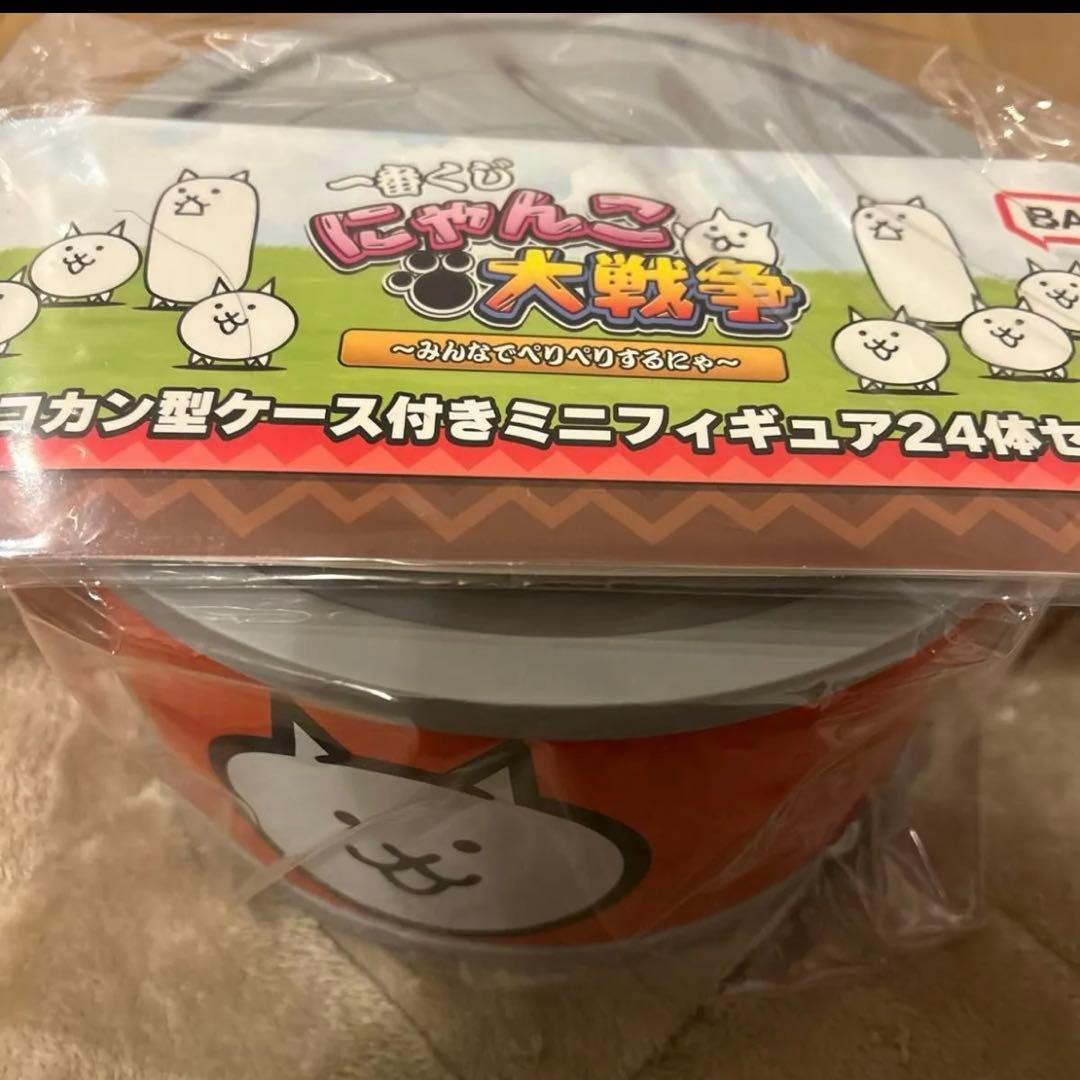 一番くじ
にゃんこ
大戦争
～みんなでぺりぺりするにゃ～
コカン型ケース付きミニフィギュア24体セ
BA